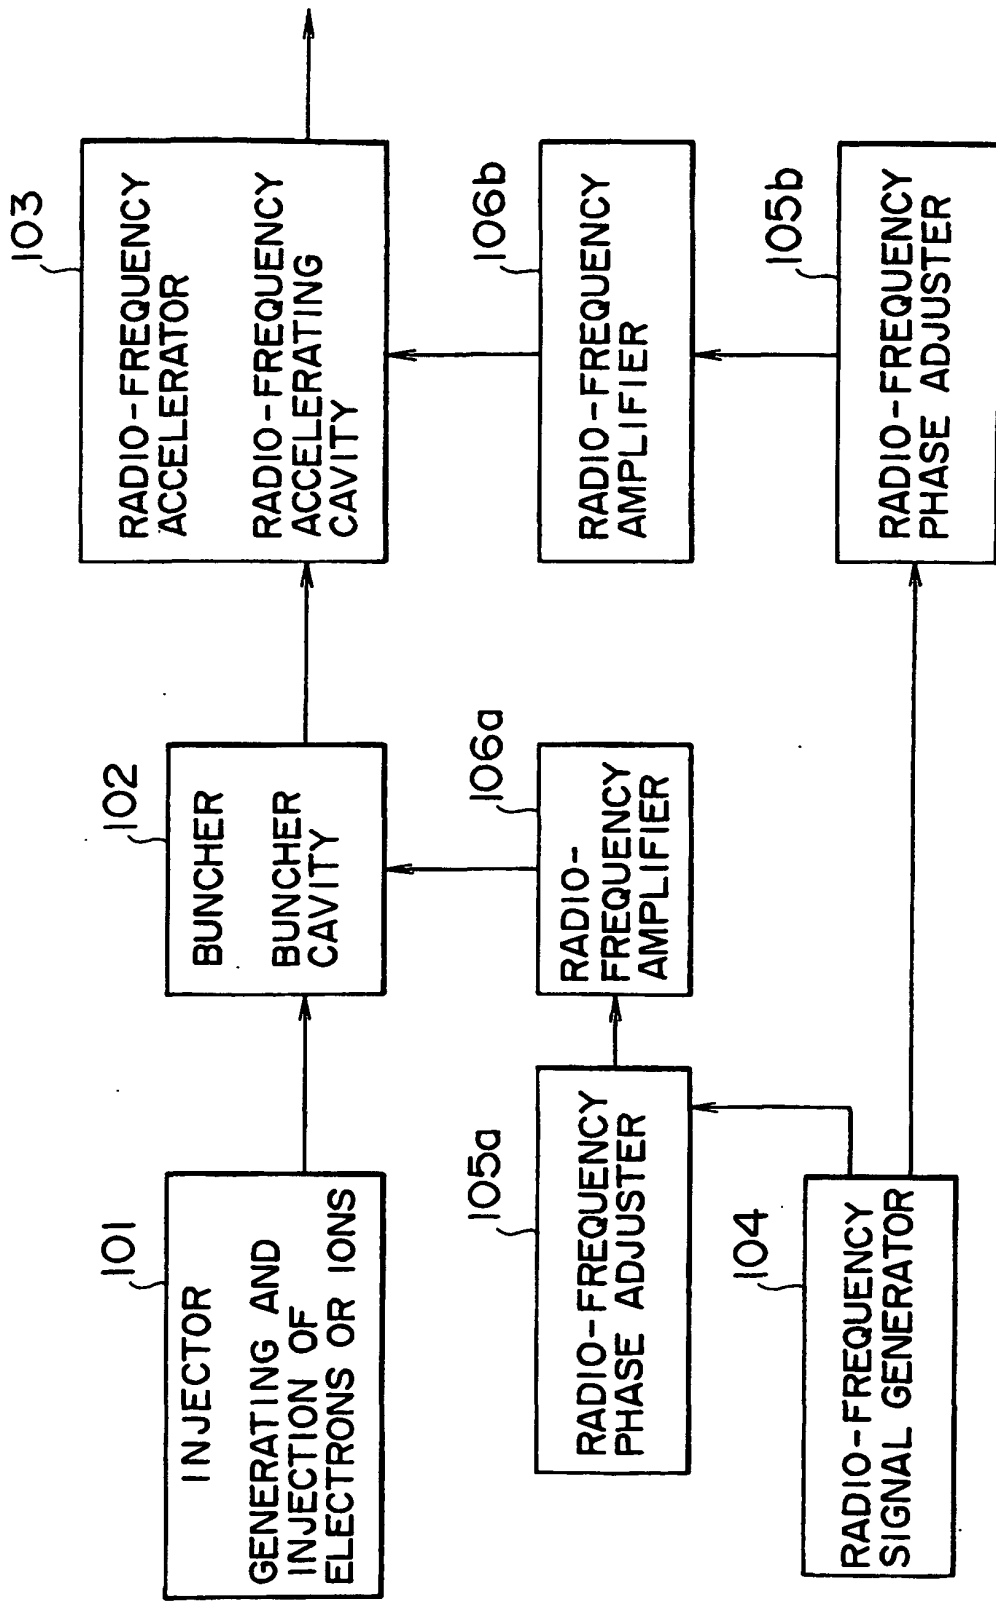 101
INJECTOR
GENERATING AND
INJECTION OF
ELECTRONS OR IONS
102
BUNCHER
BUNCHER
CAVITY
103
RADIO-FREQUENCY
ACCELERATOR
RADIO-FREQUENCY
ACCELERATING
CAVITY
105a
RADIO-FREQUENCY
PHASE ADJUSTER
106a
RADIO-
FREQUENCY
AMPLIFIER
106b
RADIO-FREQUENCY
AMPLIFIER
104
RADIO-FREQUENCY
SIGNAL GENERATOR
105b
RADIO-FREQUENCY
PHASE ADJUSTER